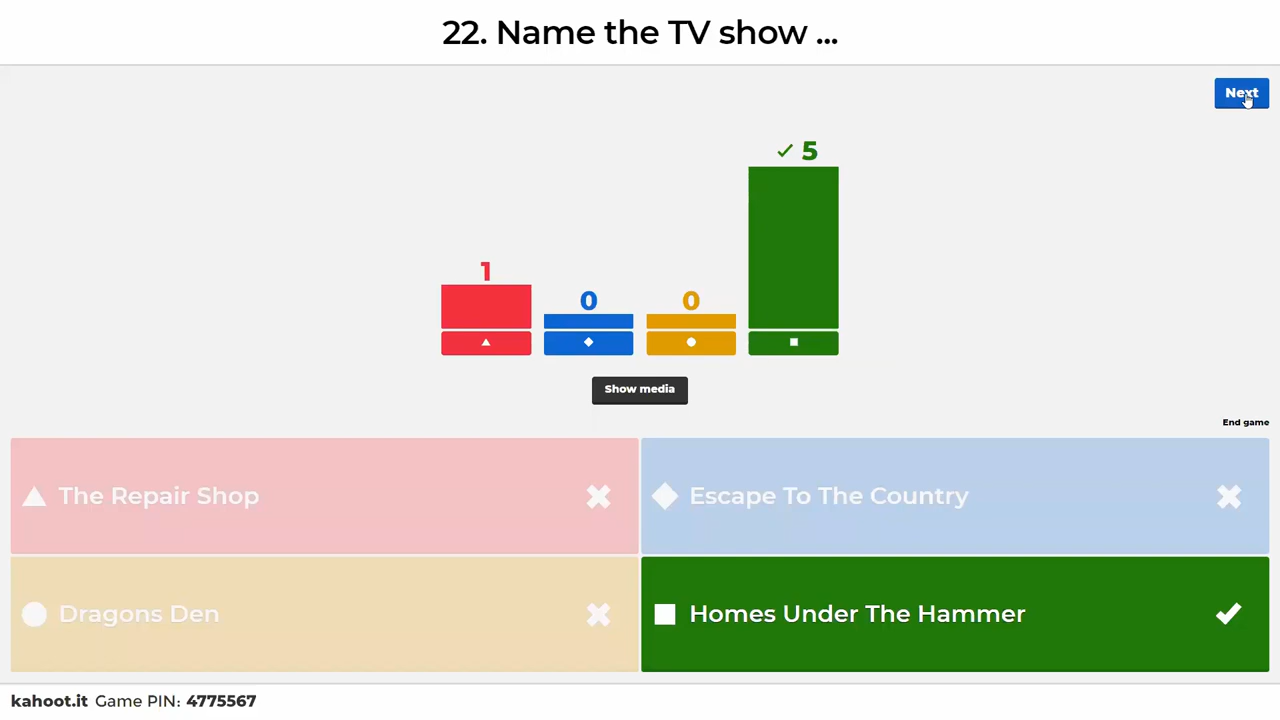 22. Name the TV show ...
Next
5
1
0
0
Show media
End game
The Repair Shop
Escape To The Country
Dragons Den
Homes Under The Hammer
kahoot.it Game PIN: 4775567